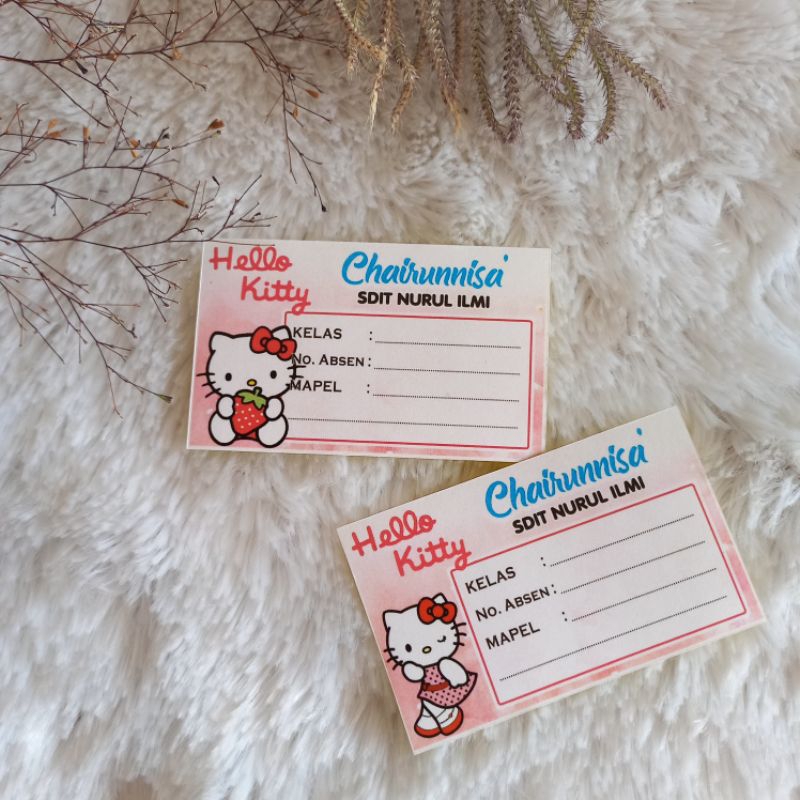 Hello
Kitty
Chairunnisa'
SDIT NURUL ILMI
KELAS :
No. ABSEN :
MAPEL :
Hello
Kitty
Chairunnisa'
SDIT NURUL ILMI
KELAS :
No. ABSEN :
MAPEL :